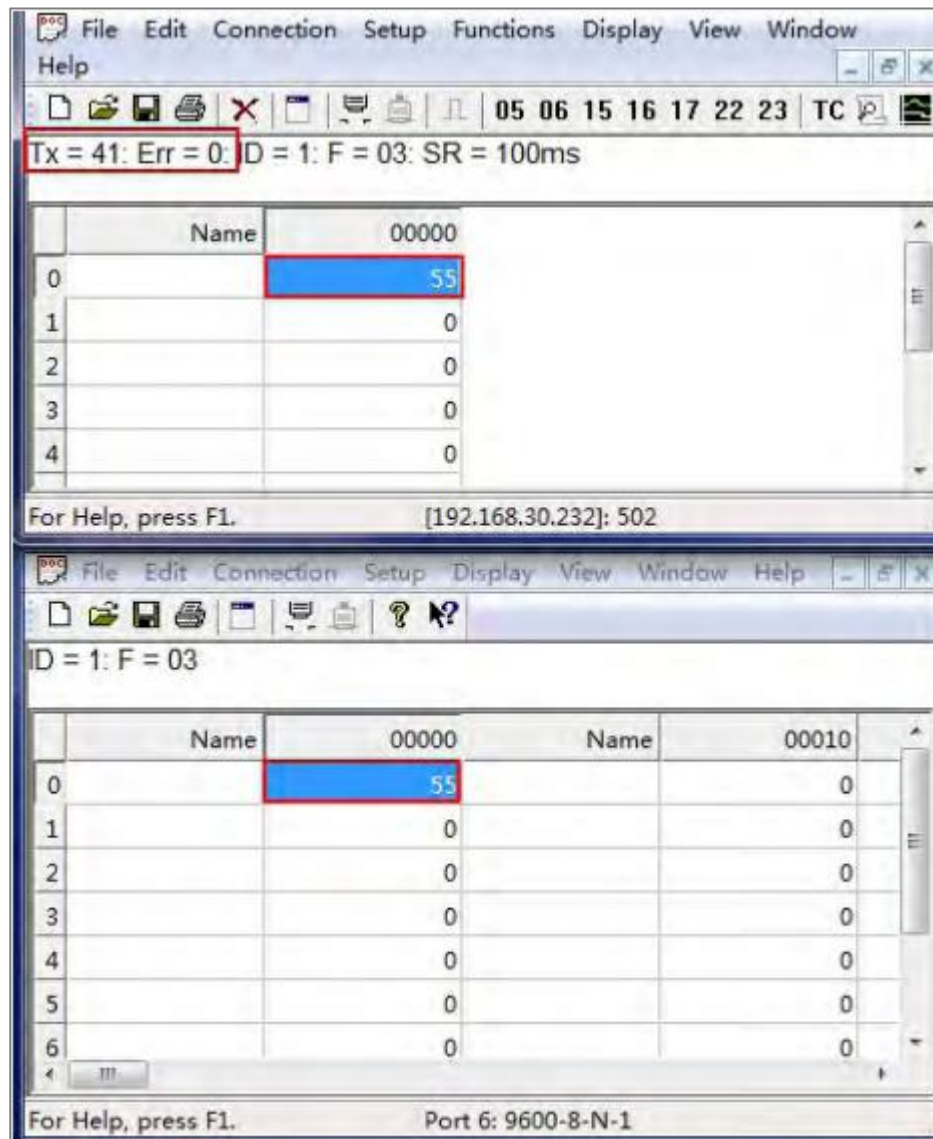 File Edit Connection Setup Functions Display View Window
Help
05 06 15 16 17 22 23 TC
Tx = 41: Err = 0: ID = 1: F = 03: SR = 100ms
Name 00000
0 55
1 0
2 0
3 0
4 0
For Help, press F1. [192.168.30.232]: 502
File Edit Connection Setup Display View Window Help
ID = 1: F = 03
Name 00000 Name 00010
0 55 0
1 0 0
2 0 0
3 0 0
4 0 0
5 0 0
6 0 0
For Help, press F1. Port 6: 9600-8-N-1